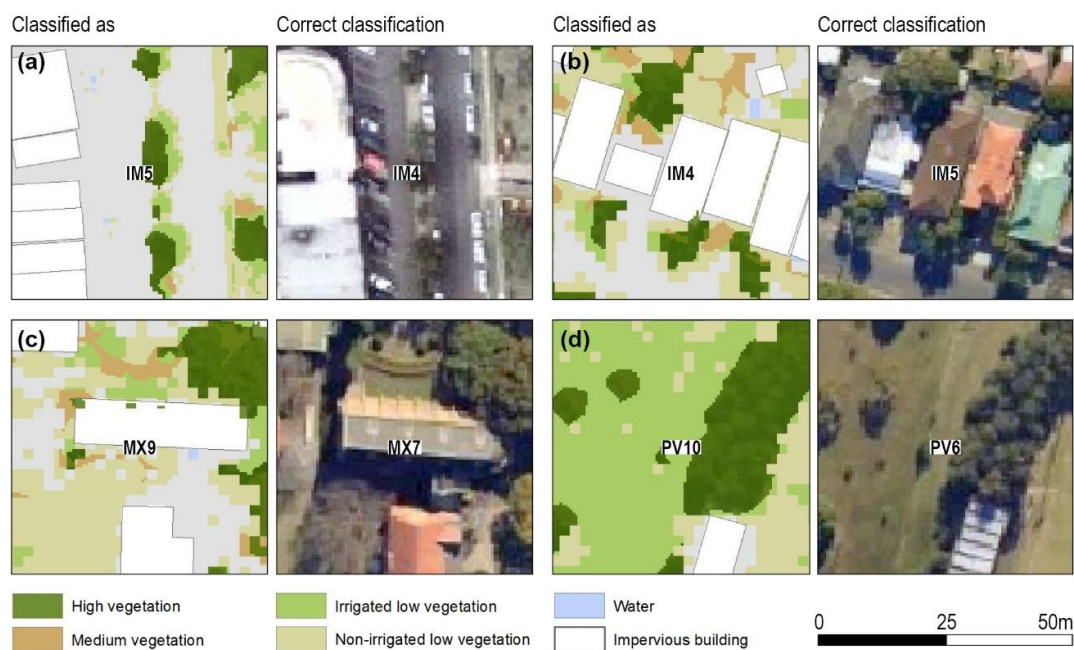 Classified as
Correct classification
Classified as
Correct classification
(a)
IM5
IM4
(b)
IM4
IM5
(c)
MX9
MX7
(d)
PV10
PV6
High vegetation
Irrigated low vegetation
Water
Medium vegetation
Non-irrigated low vegetation
Impervious building
0
25
50m